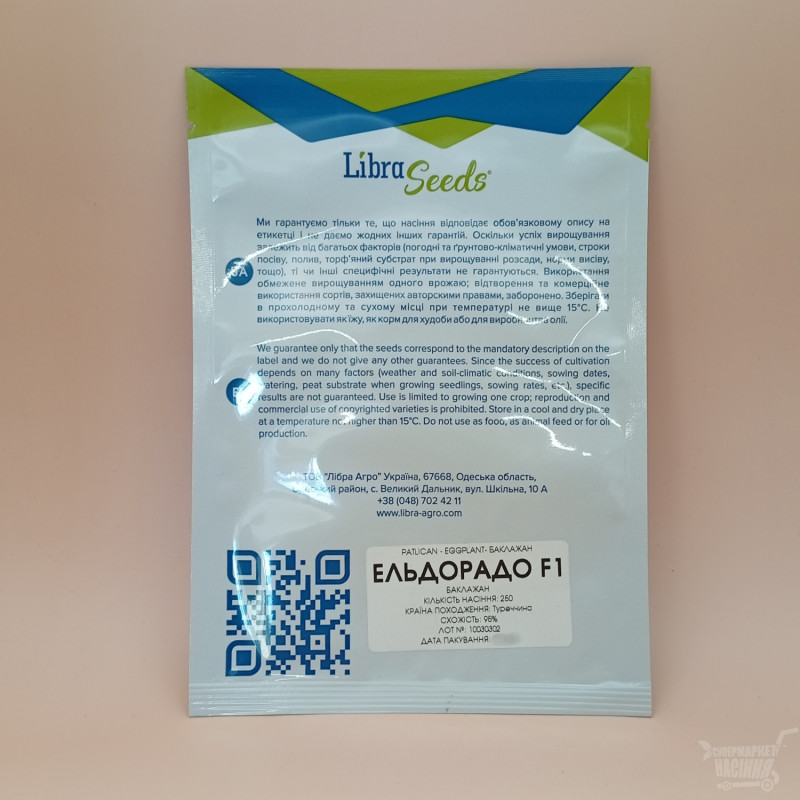 Libra Seeds®
Ми гарантуємо тільки те, що насіння відповідає обов'язковому опису на
етикетці і не даємо жодних інших гарантій. Оскільки успіх вирощування
залежить від багатьох факторів (погодні та ґрунтово-кліматичні умови, строки
посіву, полив, торф'яний субстрат при вирощуванні розсади, норми висіву,
тощо), ті чи інші специфічні результати не гарантуються. Використання
обмежене вирощуванням одного врожаю; відтворення та комерційне
використання сортів, захищених авторскими правами, заборонено. Зберігати
в прохолодному та сухому місці при температурі не вище 15°C. Не
використовувати як їжу, як корм для худоби або для виробництва олії.
We guarantee only that the seeds correspond to the mandatory description on the
label and we do not give any other guarantees. Since the success of cultivation
depends on many factors (weather and soil-climatic conditions, sowing dates,
watering, peat substrate when growing seedlings, sowing rates, etc.), specific
results are not guaranteed. Use is limited to growing one crop; reproduction and
commercial use of copyrighted varieties is prohibited. Store in a cool and dry place
at a temperature not higher than 15°C. Do not use as food, as animal feed or for oil
production.
ТОВ "Лібра Агро" Україна, 67668, Одеська область,
район, с. Великий Дальник, вул. Шкільна, 10 А
+38 (048) 702 42 11
www.libra-agro.com
PATLICAN - EGGPLANT- БАКЛАЖАН
ЕЛЬДОРАДО F1
БАКЛАЖАН
КІЛЬКІСТЬ НАСІННЯ: 250
КРАЇНА ПОХОДЖЕННЯ: Туреччина
СХОЖІСТЬ: 98%
ЛОТ №: 10030302
ДАТА ПАКУВАННЯ
СУПЕРМАРКЕТ
НАСІННЯ